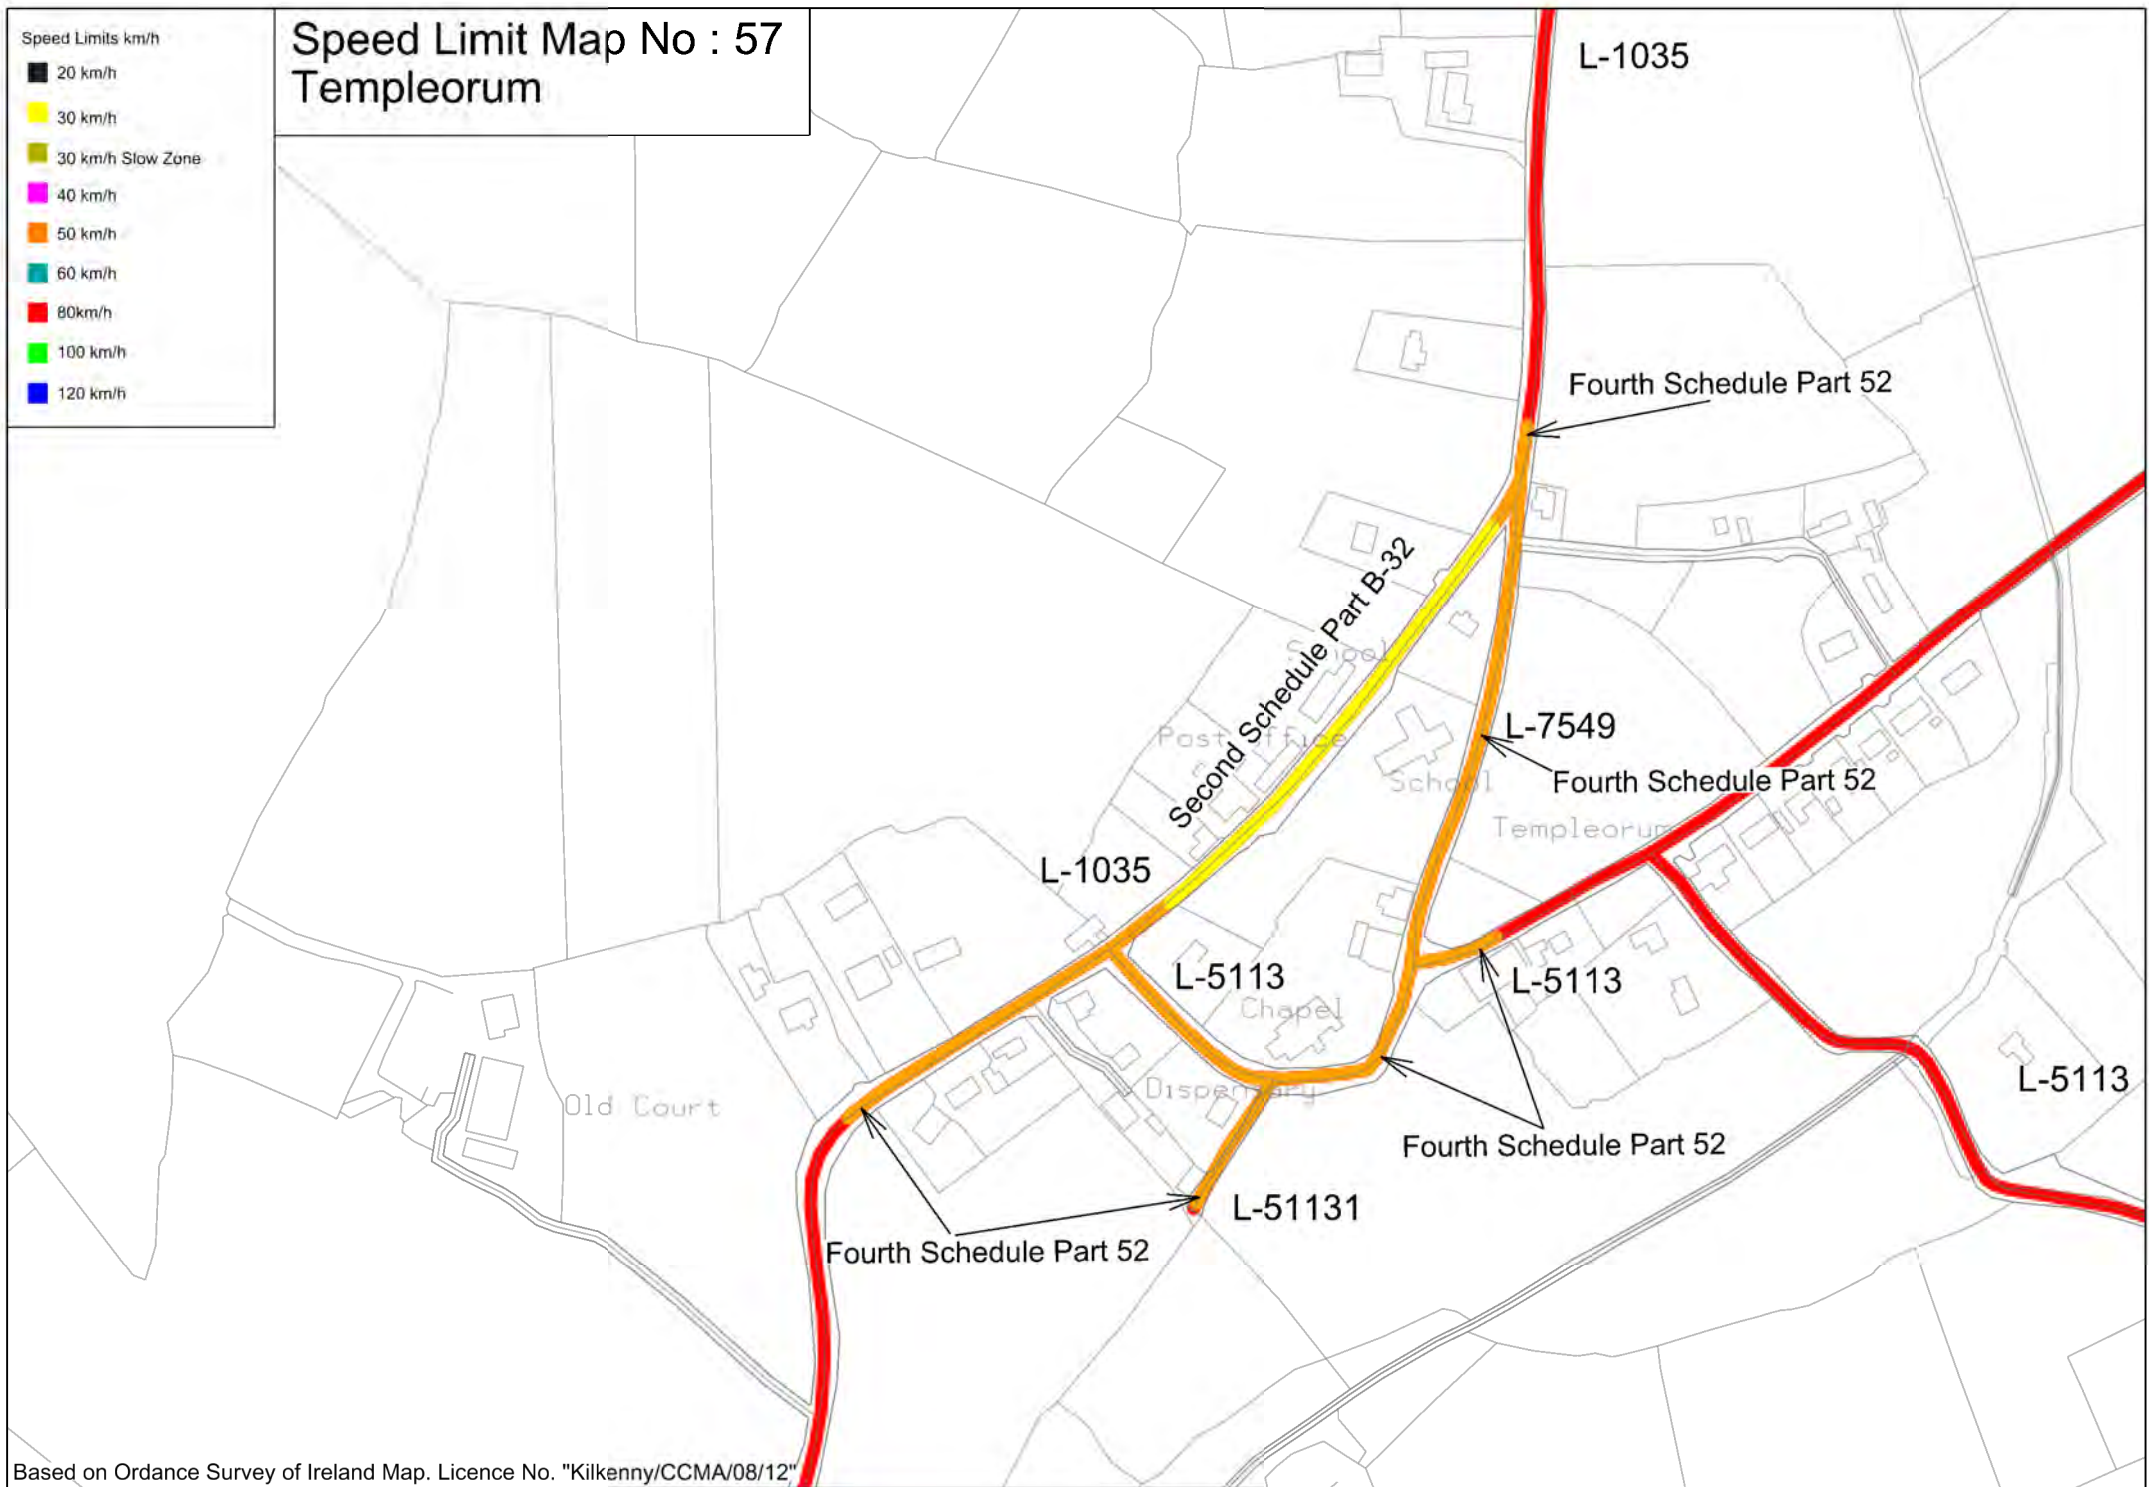 Speed Limits km/h
20 km/h
30 km/h
30 km/h Slow Zone
40 km/h
50 km/h
60 km/h
80km/h
100 km/h
120 km/h
Speed Limit Map No : 57
Templeorum
L-1035
Fourth Schedule Part 52
Second Schedule Part B-32
School
Post Office
L-7549
Fourth Schedule Part 52
School
Templeorum
L-1035
L-5113
L-5113
Chapel
L-5113
Dispensary
Old Court
Fourth Schedule Part 52
L-51131
Fourth Schedule Part 52
Based on Ordance Survey of Ireland Map. Licence No. "Kilkenny/CCMA/08/12"